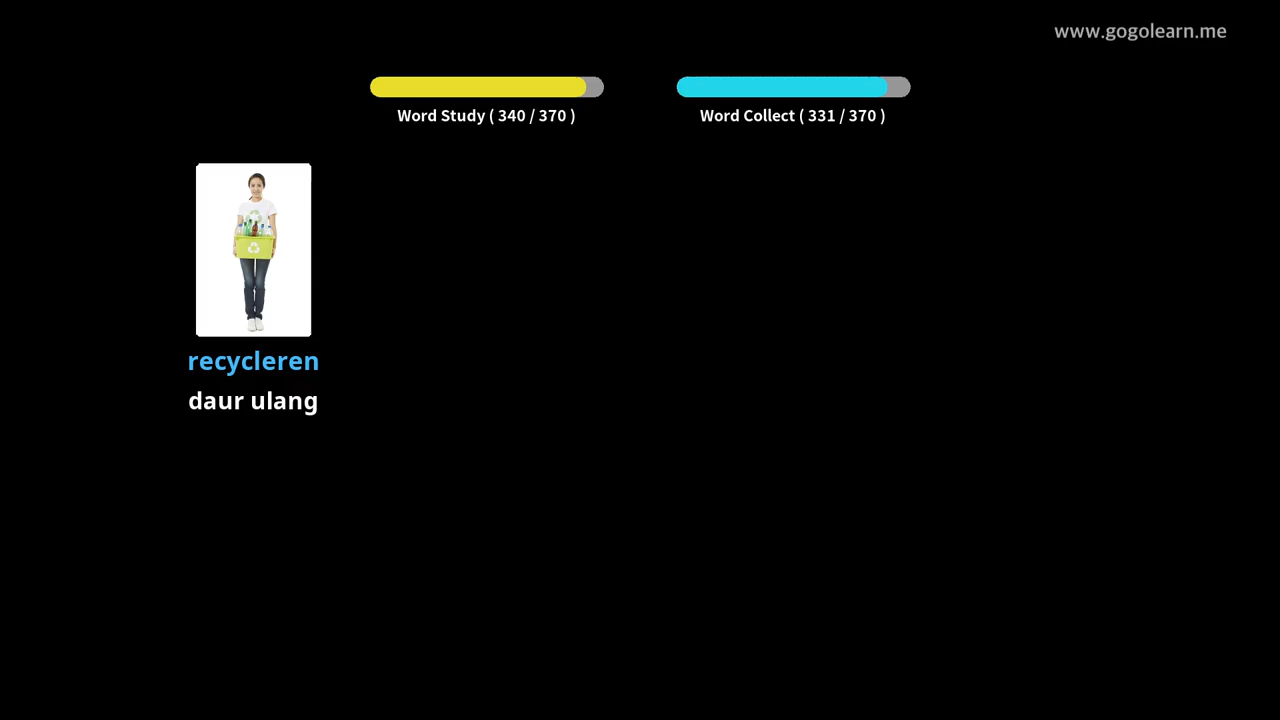 www.gogolearn.me
Word Study ( 340 / 370 )
Word Collect ( 331 / 370 )
recycleren
daur ulang